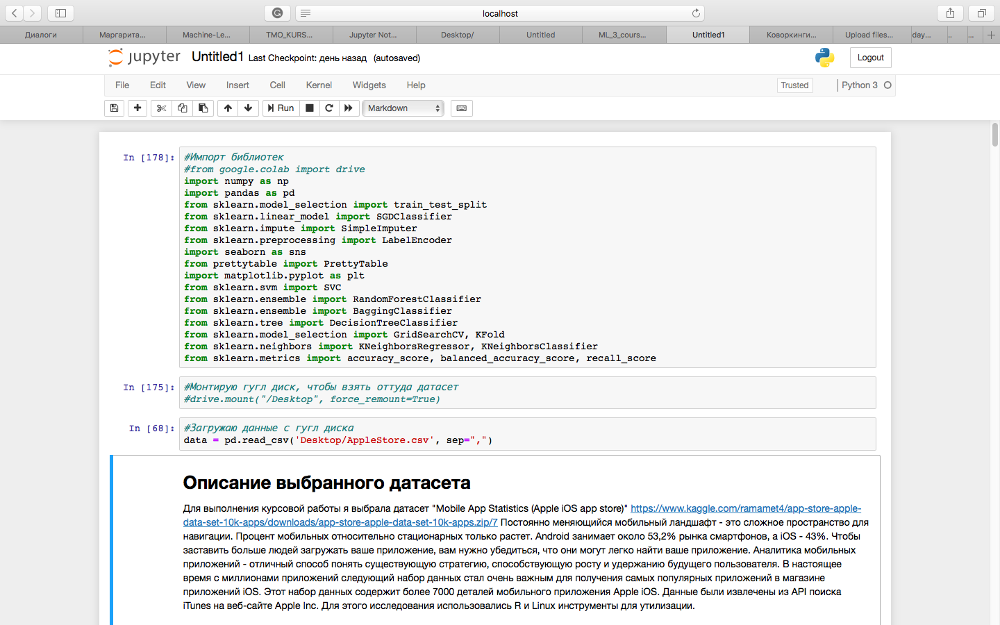 localhost
Диалоги
Маргарита...
Machine-Le...
TMO_KURS...
Jupyter Not...
Desktop/
Untitled
ML_3_cours...
Untitled1
Коворкинги...
Upload files...
day...
..
...
jupyter Untitled1 Last Checkpoint: день назад (autosaved)
Logout
File Edit View Insert Cell Kernel Widgets Help
Trusted
Python 3
Run
Markdown
In [178]:
#Импорт библиотек
#from google.colab import drive
import numpy as np
import pandas as pd
from sklearn.model_selection import train_test_split
from sklearn.linear_model import SGDClassifier
from sklearn.impute import SimpleImputer
from sklearn.preprocessing import LabelEncoder
import seaborn as sns
from prettytable import PrettyTable
import matplotlib.pyplot as plt
from sklearn.svm import SVC
from sklearn.ensemble import RandomForestClassifier
from sklearn.ensemble import BaggingClassifier
from sklearn.tree import DecisionTreeClassifier
from sklearn.model_selection import GridSearchCV, KFold
from sklearn.neighbors import KNeighborsRegressor, KNeighborsClassifier
from sklearn.metrics import accuracy_score, balanced_accuracy_score, recall_score
In [175]:
#Монтирую гугл диск, чтобы взять оттуда датасет
#drive.mount("/Desktop", force_remount=True)
In [68]:
#Загружаю данные с гугл диска
data = pd.read_csv('Desktop/AppleStore.csv', sep=",")
Описание выбранного датасета
Для выполнения курсовой работы я выбрала датасет "Mobile App Statistics (Apple iOS app store)" https://www.kaggle.com/ramamet4/app-store-apple-
data-set-10k-apps/downloads/app-store-apple-data-set-10k-apps.zip/7 Постоянно меняющийся мобильный ландшафт - это сложное пространство для
навигации. Процент мобильных относительно стационарных только растет. Android занимает около 53,2% рынка смартфонов, а iOS - 43%. Чтобы
заставить больше людей загружать ваше приложение, вам нужно убедиться, что они могут легко найти ваше приложение. Аналитика мобильных
приложений - отличный способ понять существующую стратегию, способствующую росту и удержанию будущего пользователя. В настоящее
время с миллионами приложений следующий набор данных стал очень важным для получения самых популярных приложений в магазине
приложений iOS. Этот набор данных содержит более 7000 деталей мобильного приложения Apple iOS. Данные были извлечены из API поиска
iTunes на веб-сайте Apple Inc. Для этого исследования использовались R и Linux инструменты для утилизации.